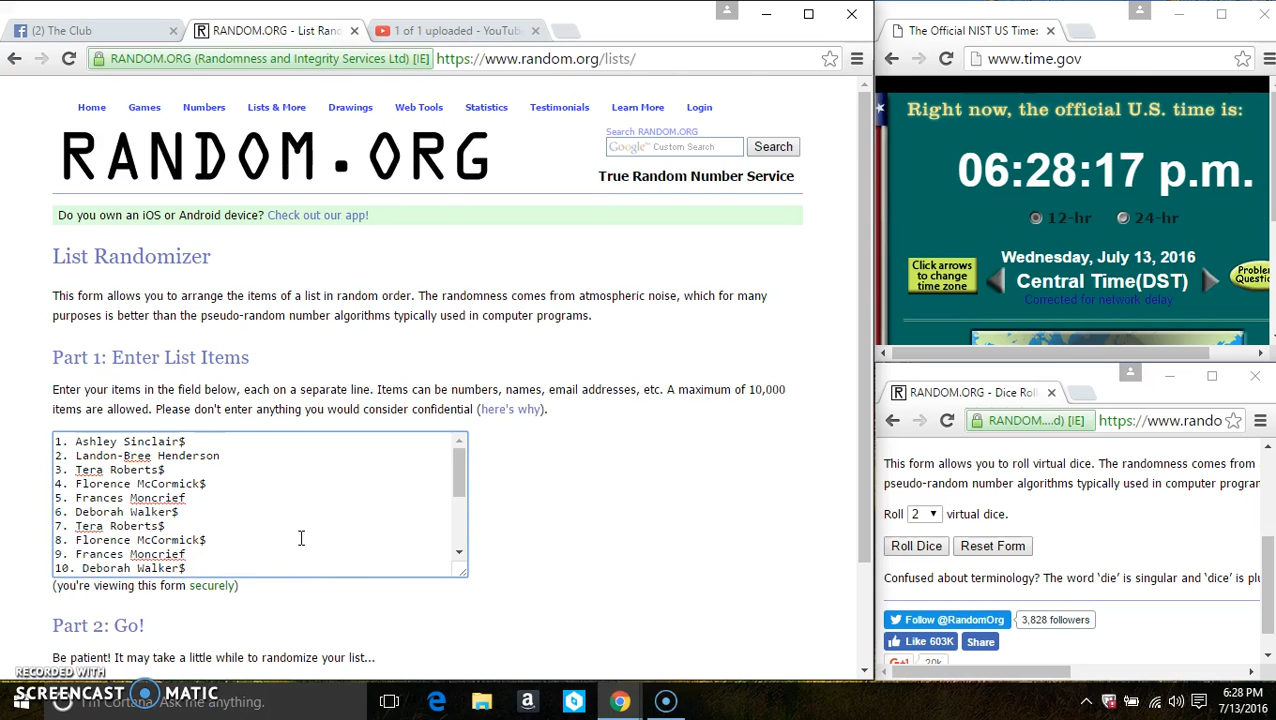 (2) The Club
RANDOM.ORG - List Ran
1 of 1 uploaded - YouTub
RANDOM.ORG (Randomness and Integrity Services Ltd) [IE]
https://www.random.org/lists/
Home Games Numbers Lists & More Drawings Web Tools Statistics Testimonials Learn More Login
RANDOM.ORG
Search RANDOM.ORG
Google™ Custom Search
Search
True Random Number Service
Do you own an iOS or Android device? Check out our app!
List Randomizer
This form allows you to arrange the items of a list in random order. The randomness comes from atmospheric noise, which for many
purposes is better than the pseudo-random number algorithms typically used in computer programs.
Part 1: Enter List Items
Enter your items in the field below, each on a separate line. Items can be numbers, names, email addresses, etc. A maximum of 10,000
items are allowed. Please don't enter anything you would consider confidential (here's why).
1. Ashley Sinclair$
2. Landon-Bree Henderson
3. Tera Roberts$
4. Florence McCormick$
5. Frances Moncrief
6. Deborah Walker$
7. Tera Roberts$
8. Florence McCormick$
9. Frances Moncrief
10. Deborah Walker$
(you're viewing this form securely)
Part 2: Go!
Be patient! It may take a little while to randomize your list...
RECORDED WITH
SCREENCAST MATIC
I'm Cortana. Ask me anything.
The Official NIST US Time:
www.time.gov
Right now, the official U.S. time is:
06:28:17 p.m.
12-hr 24-hr
Click arrows
to change
time zone
Wednesday, July 13, 2016
Central Time(DST)
Corrected for network delay
Problem
Questi
RANDOM.ORG - Dice Rol
RANDOM....d) [IE]
https://www.rando
This form allows you to roll virtual dice. The randomness comes from
pseudo-random number algorithms typically used in computer progra
Roll 2 virtual dice.
Roll Dice
Reset Form
Confused about terminology? The word 'die' is singular and 'dice' is pl
Follow @RandomOrg
3,828 followers
Like 603K
Share
20k
6:28 PM
7/13/2016